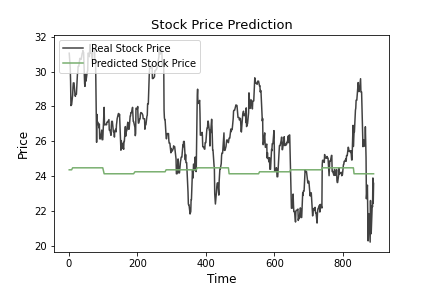 Stock Price Prediction
Real Stock Price
Predicted Stock Price
Price
32
30
28
26
24
22
20
0 200 400 600 800
Time